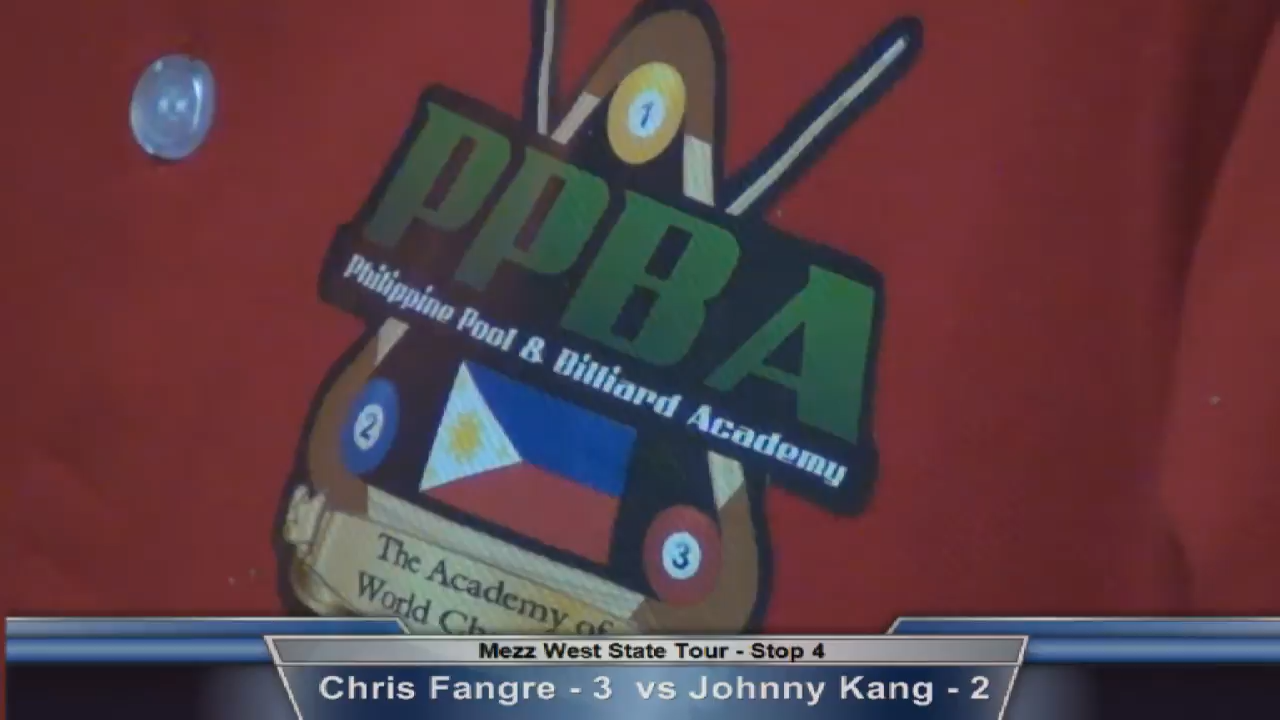 1
PPBA
Philippine Pool & Billiard Academy
2
3
The Academy of
World
Mezz West State Tour - Stop 4
Chris Fangre - 3 vs Johnny Kang - 2